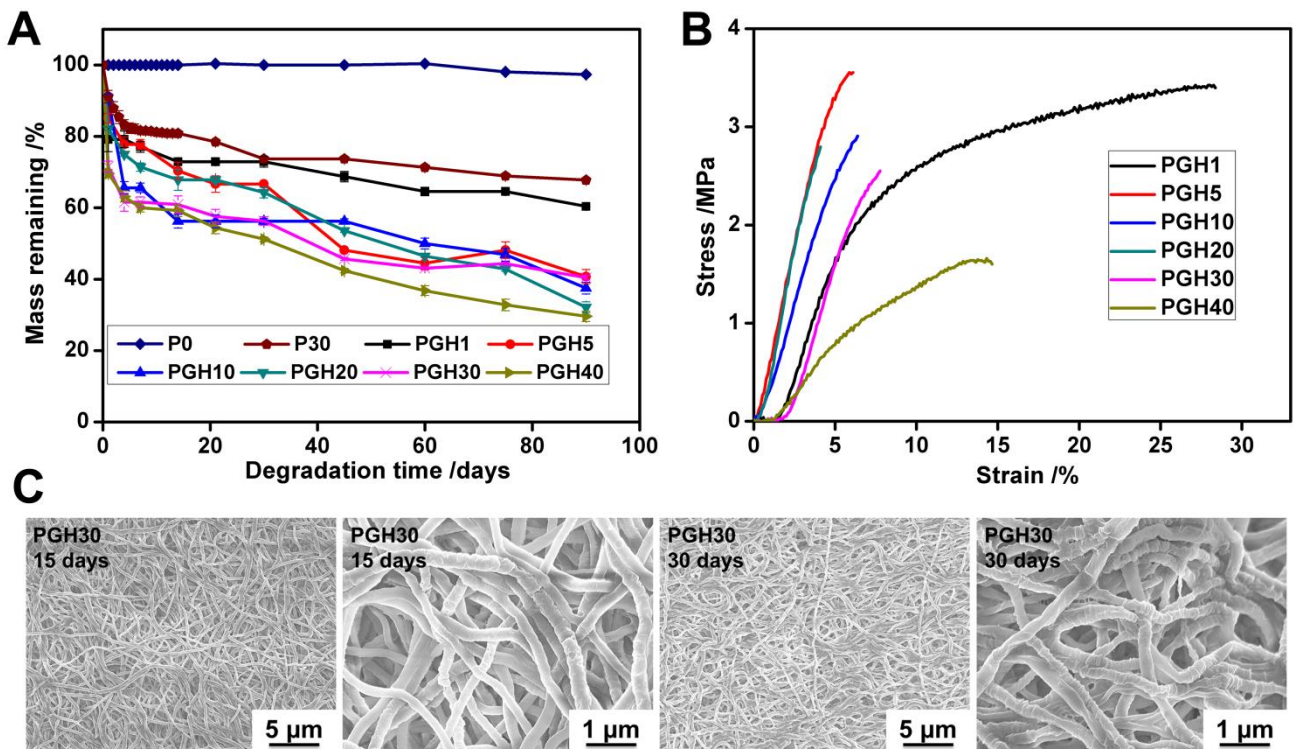 A
Mass remaining /%
100
80
60
40
20
0
P0 P30 PGH1 PGH5
PGH10 PGH20 PGH30 PGH40
0 20 40 60 80 100
Degradation time /days
B
Stress /MPa
4
3
2
1
0
PGH1
PGH5
PGH10
PGH20
PGH30
PGH40
0 5 10 15 20 25 30
Strain /%
C
PGH30
15 days
5 µm
PGH30
15 days
1 µm
PGH30
30 days
5 µm
PGH30
30 days
1 µm